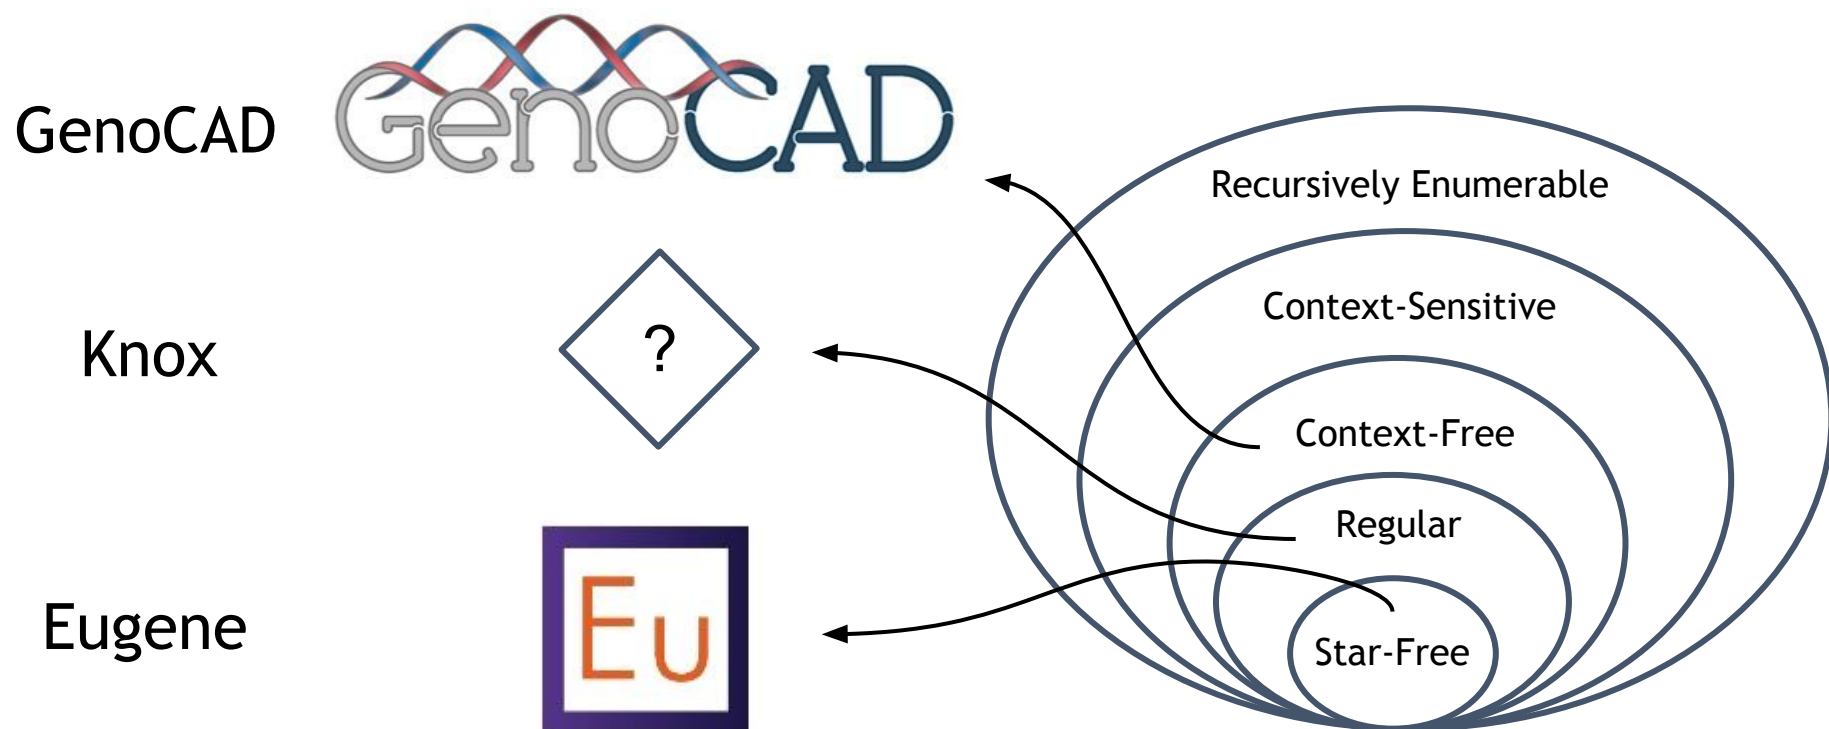 GenoCAD
GenoCAD
Knox
?
Eugene
Eu
Recursively Enumerable
Context-Sensitive
Context-Free
Regular
Star-Free